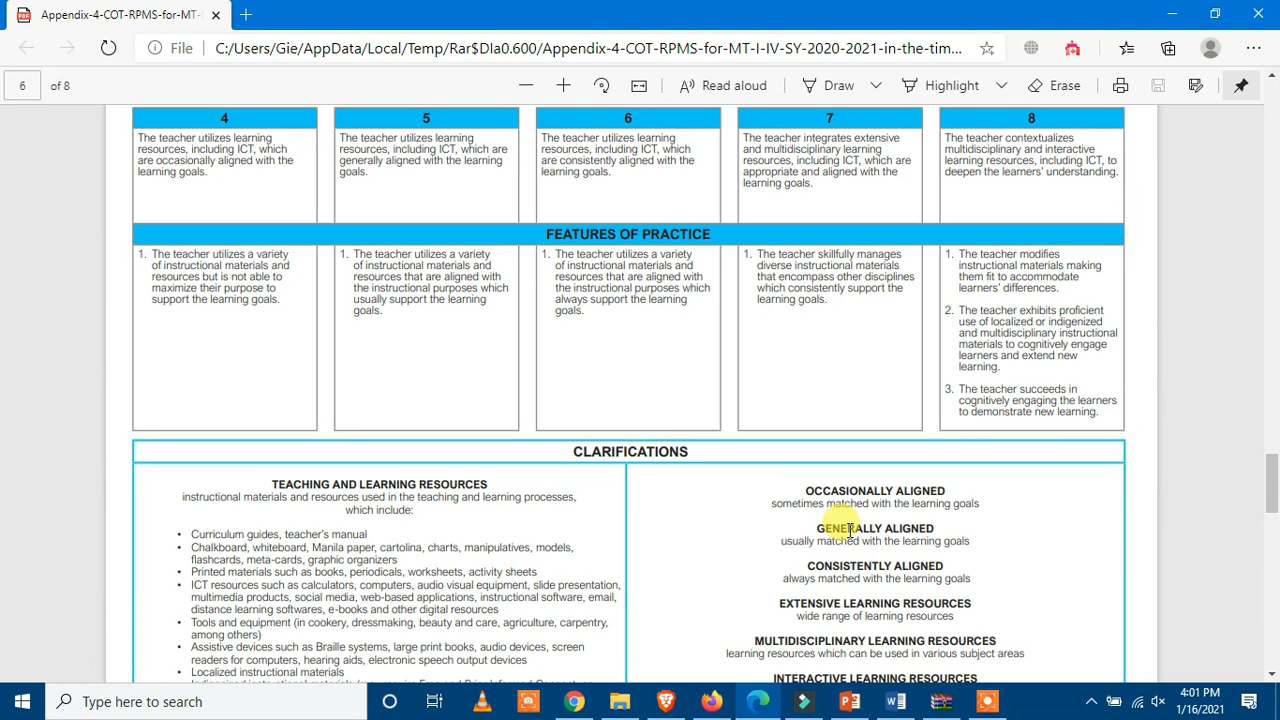 Appendix-4-COT-RPMS-for-MT-I-
File
C:/Users/Gie/AppData/Local/Temp/Rar$DIa0.600/Appendix-4-COT-RPMS-for-MT-I-IV-SY-2020-2021-in-the-tim...
6 of 8
Read aloud
Draw
Highlight
Erase
4
The teacher utilizes learning
resources, including ICT, which
are occasionally aligned with the
learning goals.
5
The teacher utilizes learning
resources, including ICT, which are
generally aligned with the learning
goals.
6
The teacher utilizes learning
resources, including ICT, which
are consistently aligned with the
learning goals.
7
The teacher integrates extensive
and multidisciplinary learning
resources, including ICT, which are
appropriate and aligned with the
learning goals.
8
The teacher contextualizes
multidisciplinary and interactive
learning resources, including ICT, to
deepen the learners' understanding.
FEATURES OF PRACTICE
1. The teacher utilizes a variety
of instructional materials and
resources but is not able to
maximize their purpose to
support the learning goals.
1. The teacher utilizes a variety
of instructional materials and
resources that are aligned with
the instructional purposes which
usually support the learning
goals.
1. The teacher utilizes a variety
of instructional materials and
resources that are aligned with
the instructional purposes which
always support the learning
goals.
1. The teacher skillfully manages
diverse instructional materials
that encompass other disciplines
which consistently support the
learning goals.
1. The teacher modifies
instructional materials making
them fit to accommodate
learners' differences.
2. The teacher exhibits proficient
use of localized or indigenized
and multidisciplinary instructional
materials to cognitively engage
learners and extend new
learning.
3. The teacher succeeds in
cognitively engaging the learners
to demonstrate new learning.
CLARIFICATIONS
TEACHING AND LEARNING RESOURCES
instructional materials and resources used in the teaching and learning processes,
which include:
• Curriculum guides, teacher's manual
• Chalkboard, whiteboard, Manila paper, cartolina, charts, manipulatives, models,
flashcards, meta-cards, graphic organizers
• Printed materials such as books, periodicals, worksheets, activity sheets
• ICT resources such as calculators, computers, audio visual equipment, slide presentation,
multimedia products, social media, web-based applications, instructional software, email,
distance learning softwares, e-books and other digital resources
• Tools and equipment (in cookery, dressmaking, beauty and care, agriculture, carpentry,
among others)
• Assistive devices such as Braille systems, large print books, audio devices, screen
readers for computers, hearing aids, electronic speech output devices
• Localized instructional materials
OCCASIONALLY ALIGNED
sometimes matched with the learning goals
GENERALLY ALIGNED
usually matched with the learning goals
CONSISTENTLY ALIGNED
always matched with the learning goals
EXTENSIVE LEARNING RESOURCES
wide range of learning resources
MULTIDISCIPLINARY LEARNING RESOURCES
learning resources which can be used in various subject areas
INTERACTIVE LEARNING RESOURCES
Type here to search
4:01 PM
1/16/2021